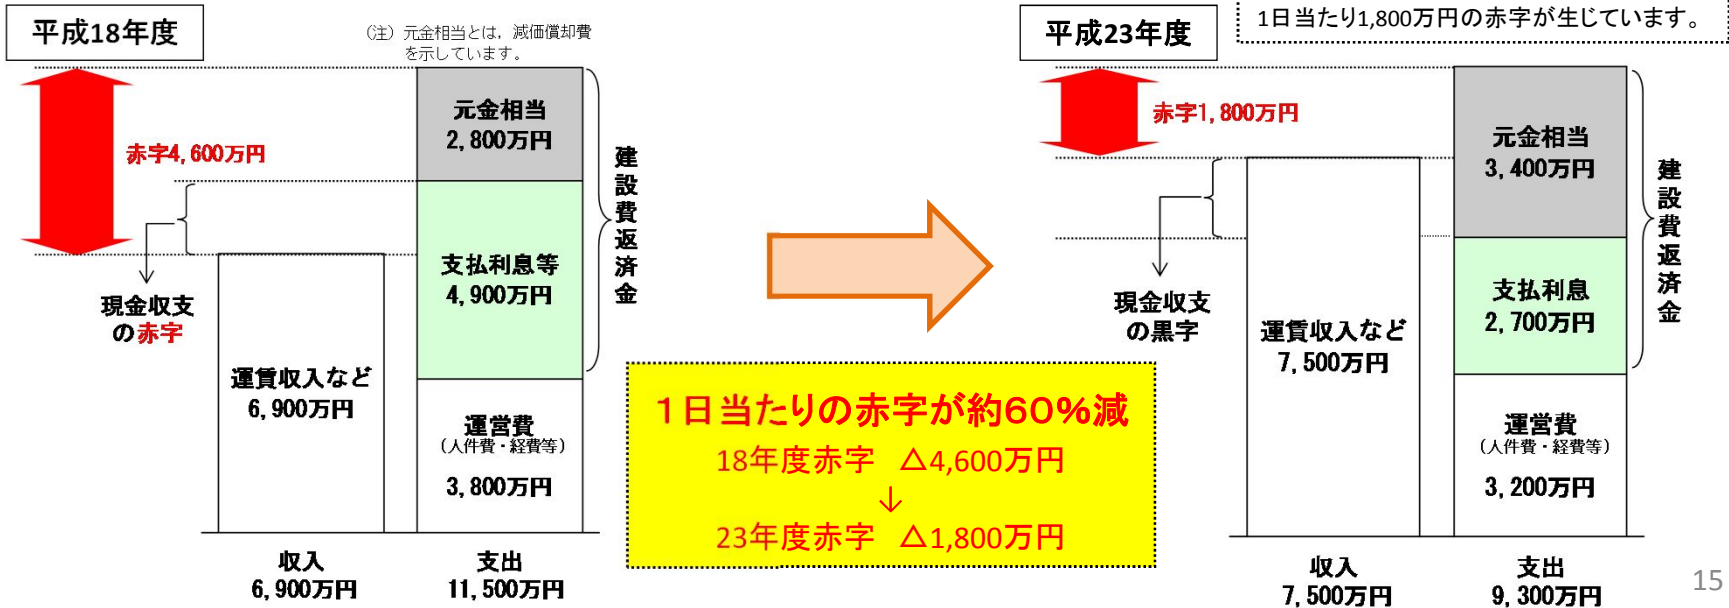 平成18年度
(注) 元金相当とは,減価償却費
を示しています。
元金相当
2,800万円
赤字4,600万円
建設費返済金
支払利息等
4,900万円
現金収支
の赤字
運賃収入など
6,900万円
運営費
(人件費・経費等)
3,800万円
収入
6,900万円
支出
11,500万円
1日当たりの赤字が約60%減
18年度赤字 △4,600万円
↓
23年度赤字 △1,800万円
平成23年度
1日当たり1,800万円の赤字が生じています。
赤字1,800万円
元金相当
3,400万円
建設費返済金
現金収支
の黒字
支払利息
2,700万円
運賃収入など
7,500万円
運営費
(人件費・経費等)
3,200万円
収入
7,500万円
支出
9,300万円
15